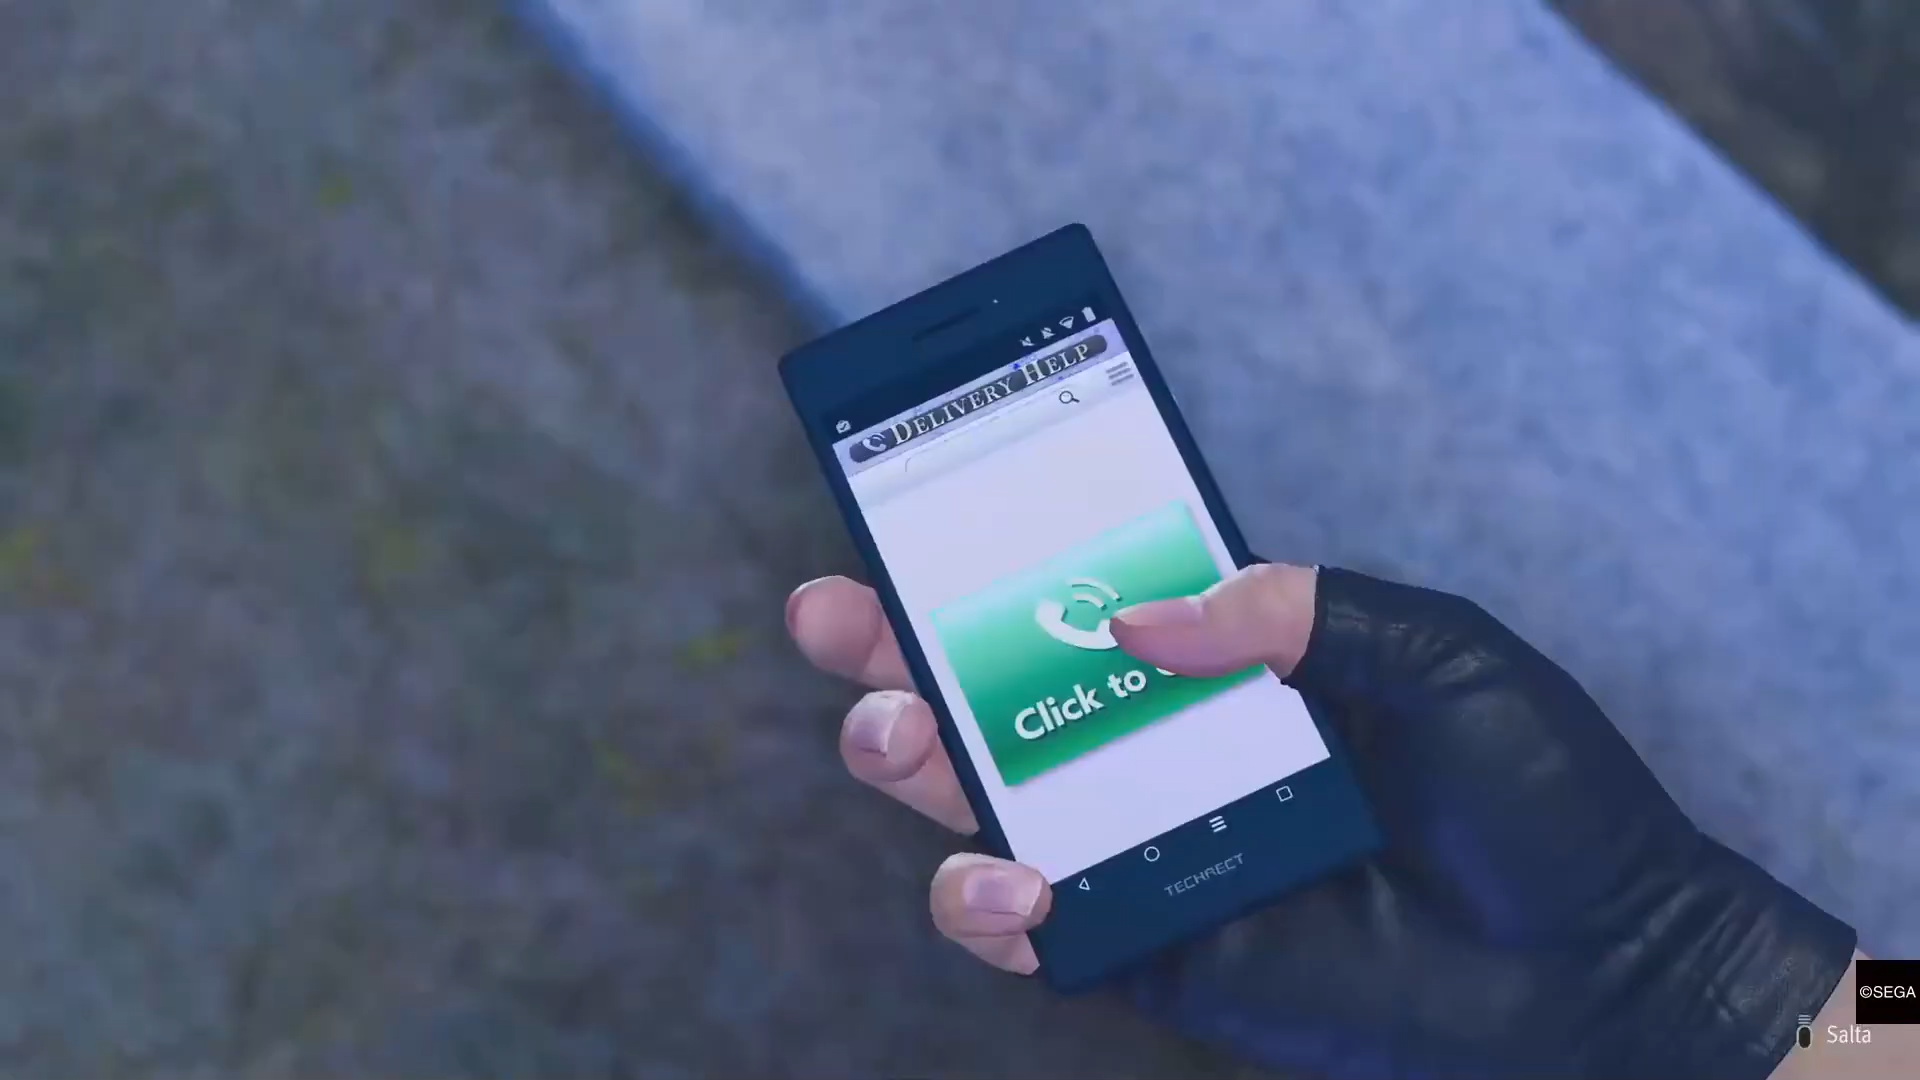 DELIVERY HELP
Click to
TECHRECT
©SEGA
Salta